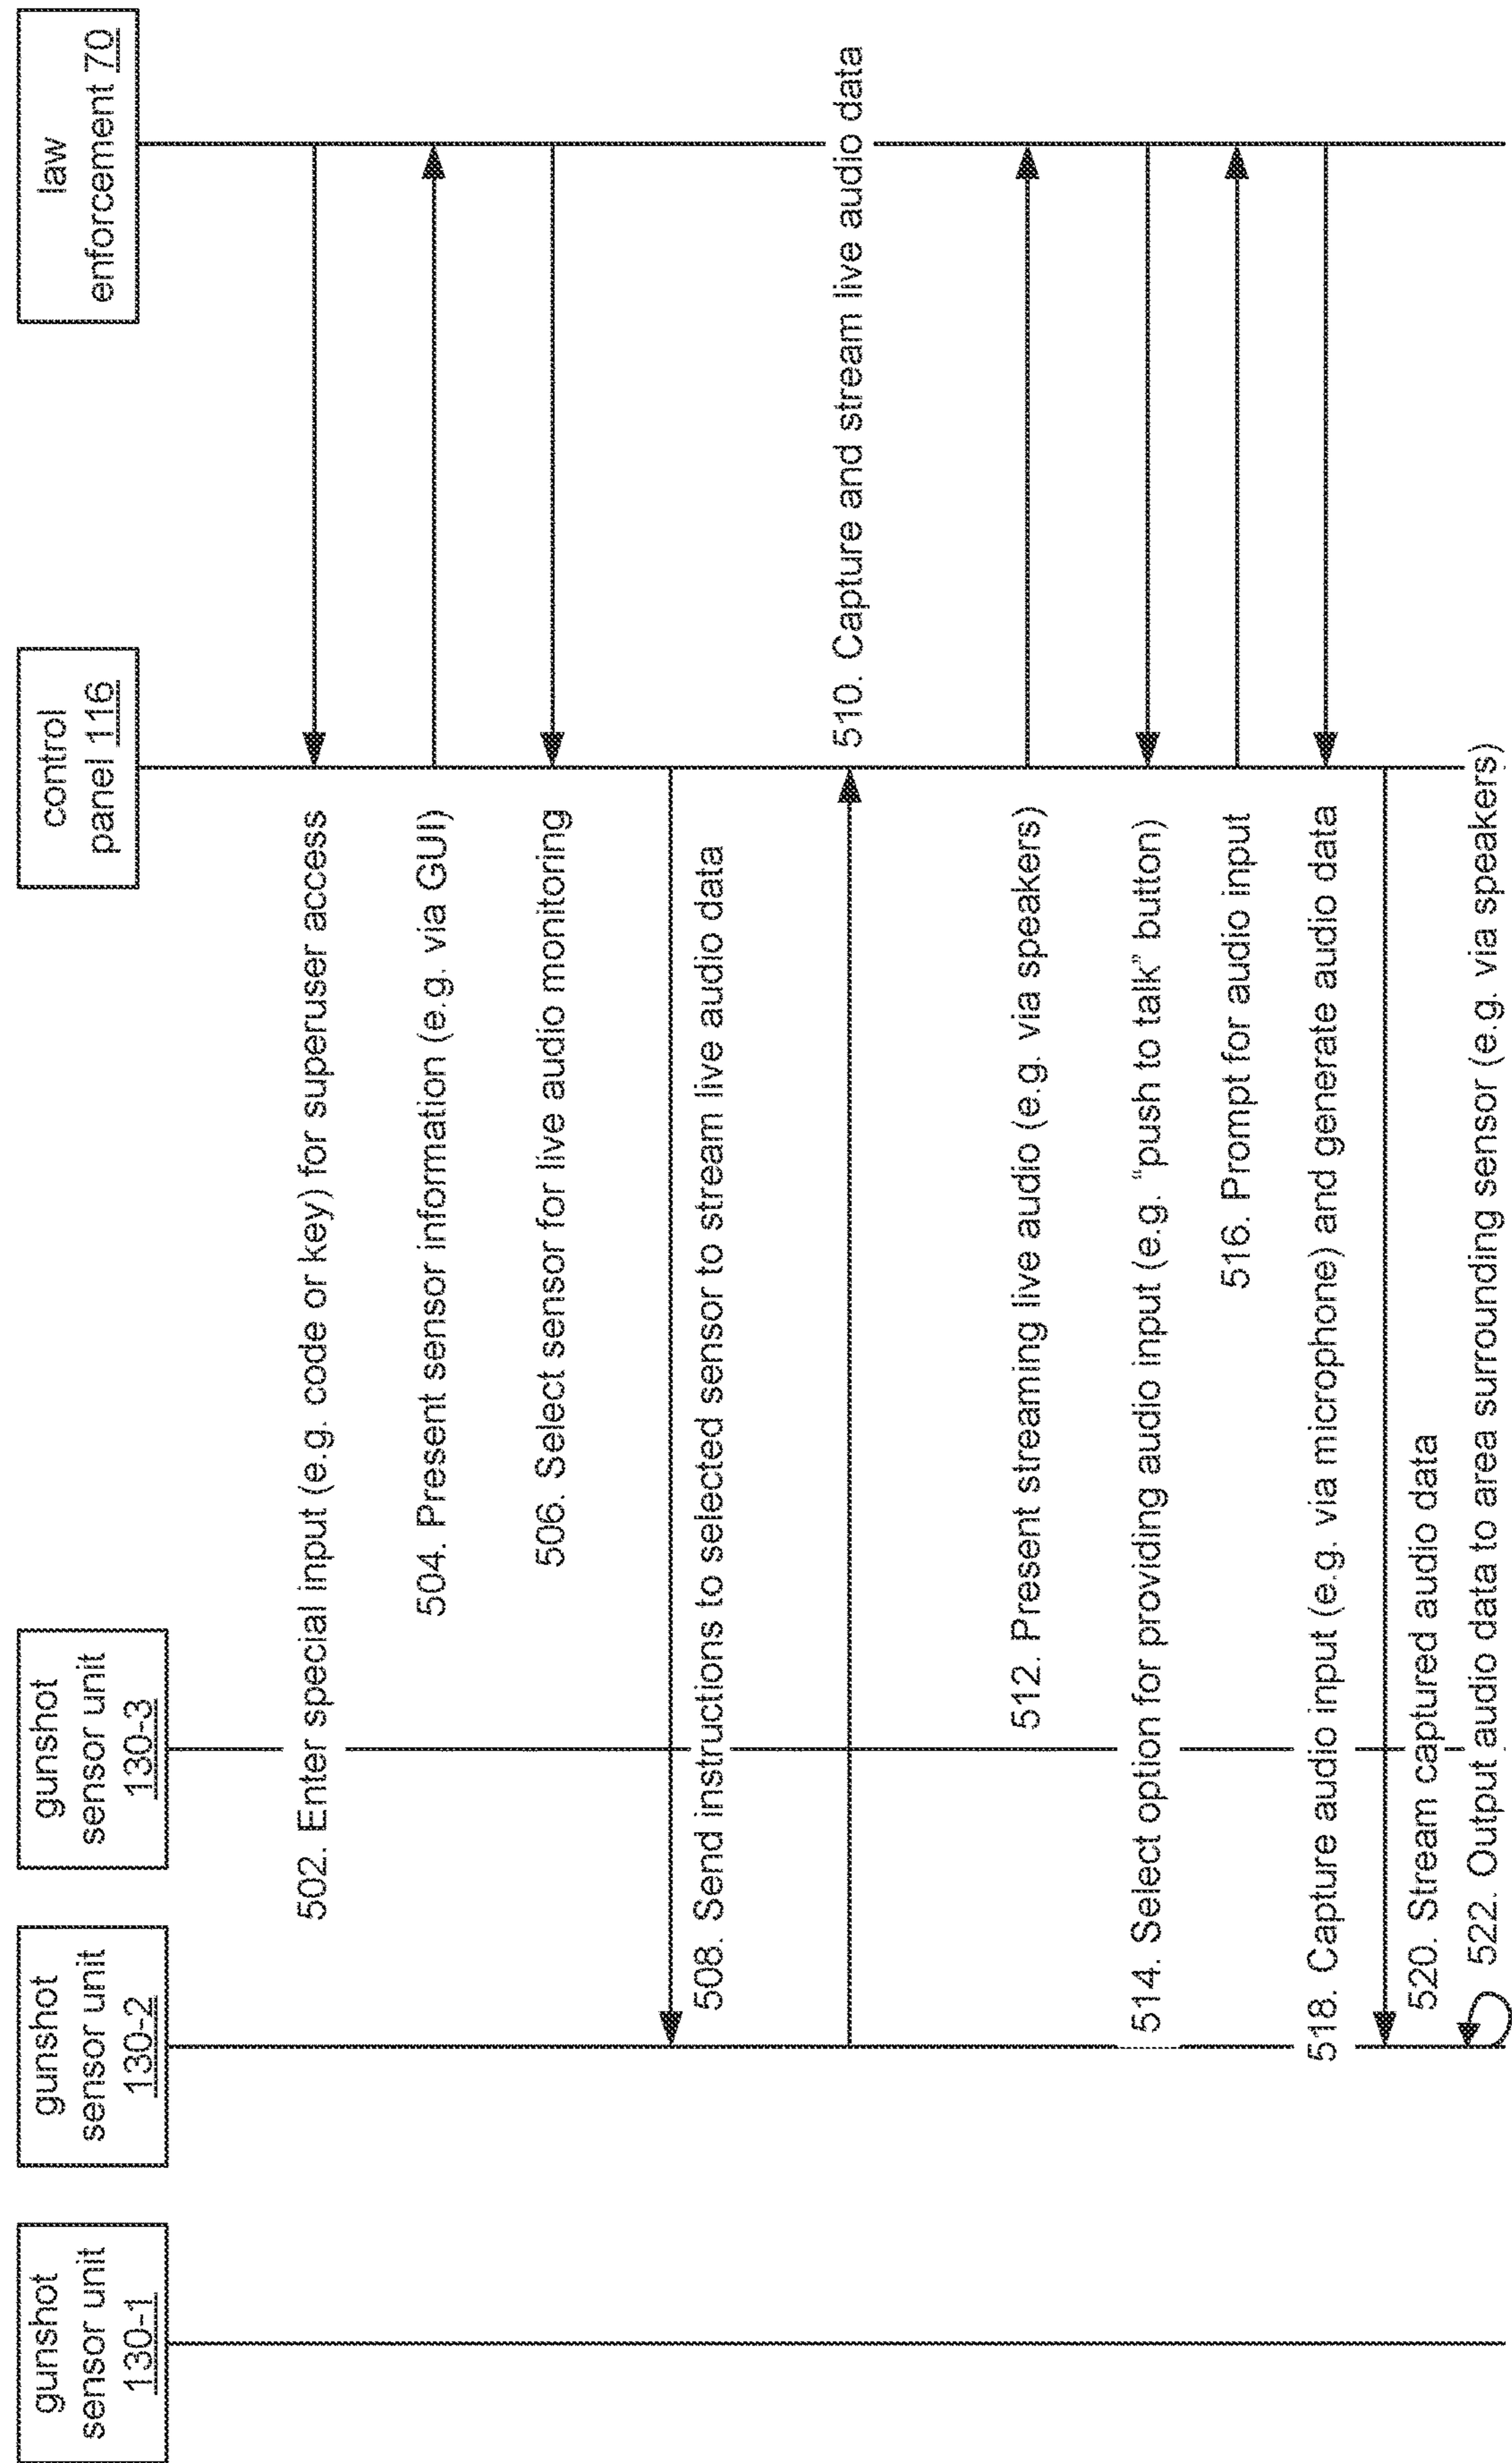 gunshot
sensor unit
130-1
gunshot
sensor unit
130-2
gunshot
sensor unit
130-3
control
panel 116
law
enforcement 70
502. Enter special input (e.g. code or key) for superuser access
504. Present sensor information (e.g. via GUI)
506. Select sensor for live audio monitoring
508. Send instructions to selected sensor to stream live audio data
510. Capture and stream live audio data
512. Present streaming live audio (e.g. via speakers)
514. Select option for providing audio input (e.g. “push to talk” button)
516. Prompt for audio input
518. Capture audio input (e.g. via microphone) and generate audio data
520. Stream captured audio data
522. Output audio data to area surrounding sensor (e.g. via speakers)